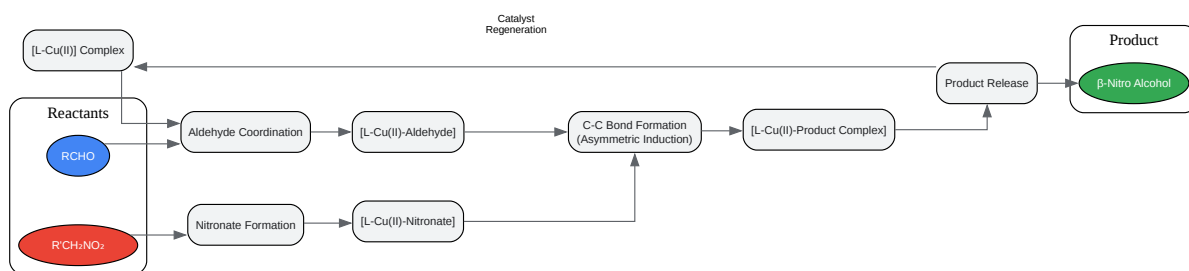 Catalyst
Regeneration
[L-Cu(II)] Complex
Product
Product Release
β-Nitro Alcohol
Reactants
Aldehyde Coordination
[L-Cu(II)-Aldehyde]
C-C Bond Formation
(Asymmetric Induction)
[L-Cu(II)-Product Complex]
RCHO
Nitronate Formation
[L-Cu(II)-Nitronate]
R'CH₂NO₂